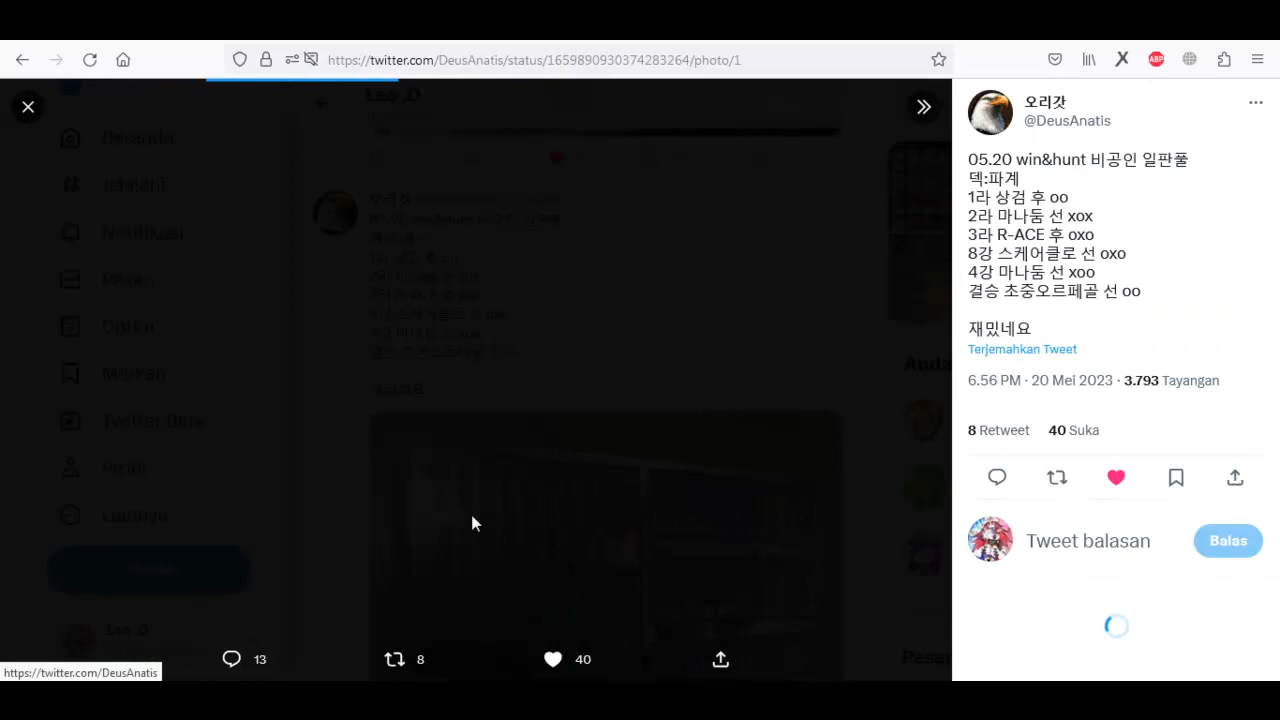 https://twitter.com/DeusAnatis/status/1659890930374283264/photo/1
오리갓
@DeusAnatis
05.20 win&hunt 비공인 일판풀
덱:파계
1라 상검 후 oo
2라 마나둠 선 xox
3라 R-ACE 후 oxo
8강 스케어클로 선 oxo
4강 마나둠 선 xoo
결승 초중오르페골 선 oo
재밌네요
Terjemahkan Tweet
6.56 PM · 20 Mei 2023 · 3.793 Tayangan
8 Retweet 40 Suka
Tweet balasan
Balas
Leo :D
Beranda
Notifikasi
13
8
40
https://twitter.com/DeusAnatis